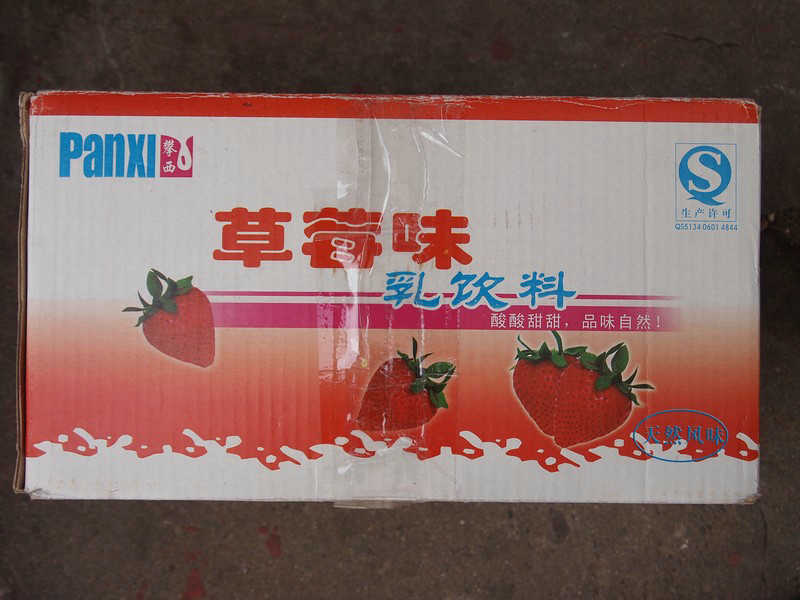 PANXI 攀西
生产许可
QS5134 0601 4844
草莓味
乳饮料
酸酸甜甜，品味自然！
天然风味